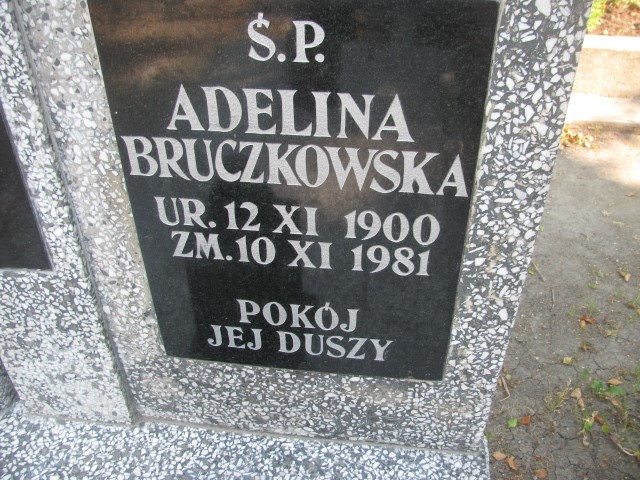 Ś.P.
ADELINA
BRUCZKOWSKA
UR. 12 XI 1900
ZM. 10 XI 1981
POKÓJ
JEJ DUSZY